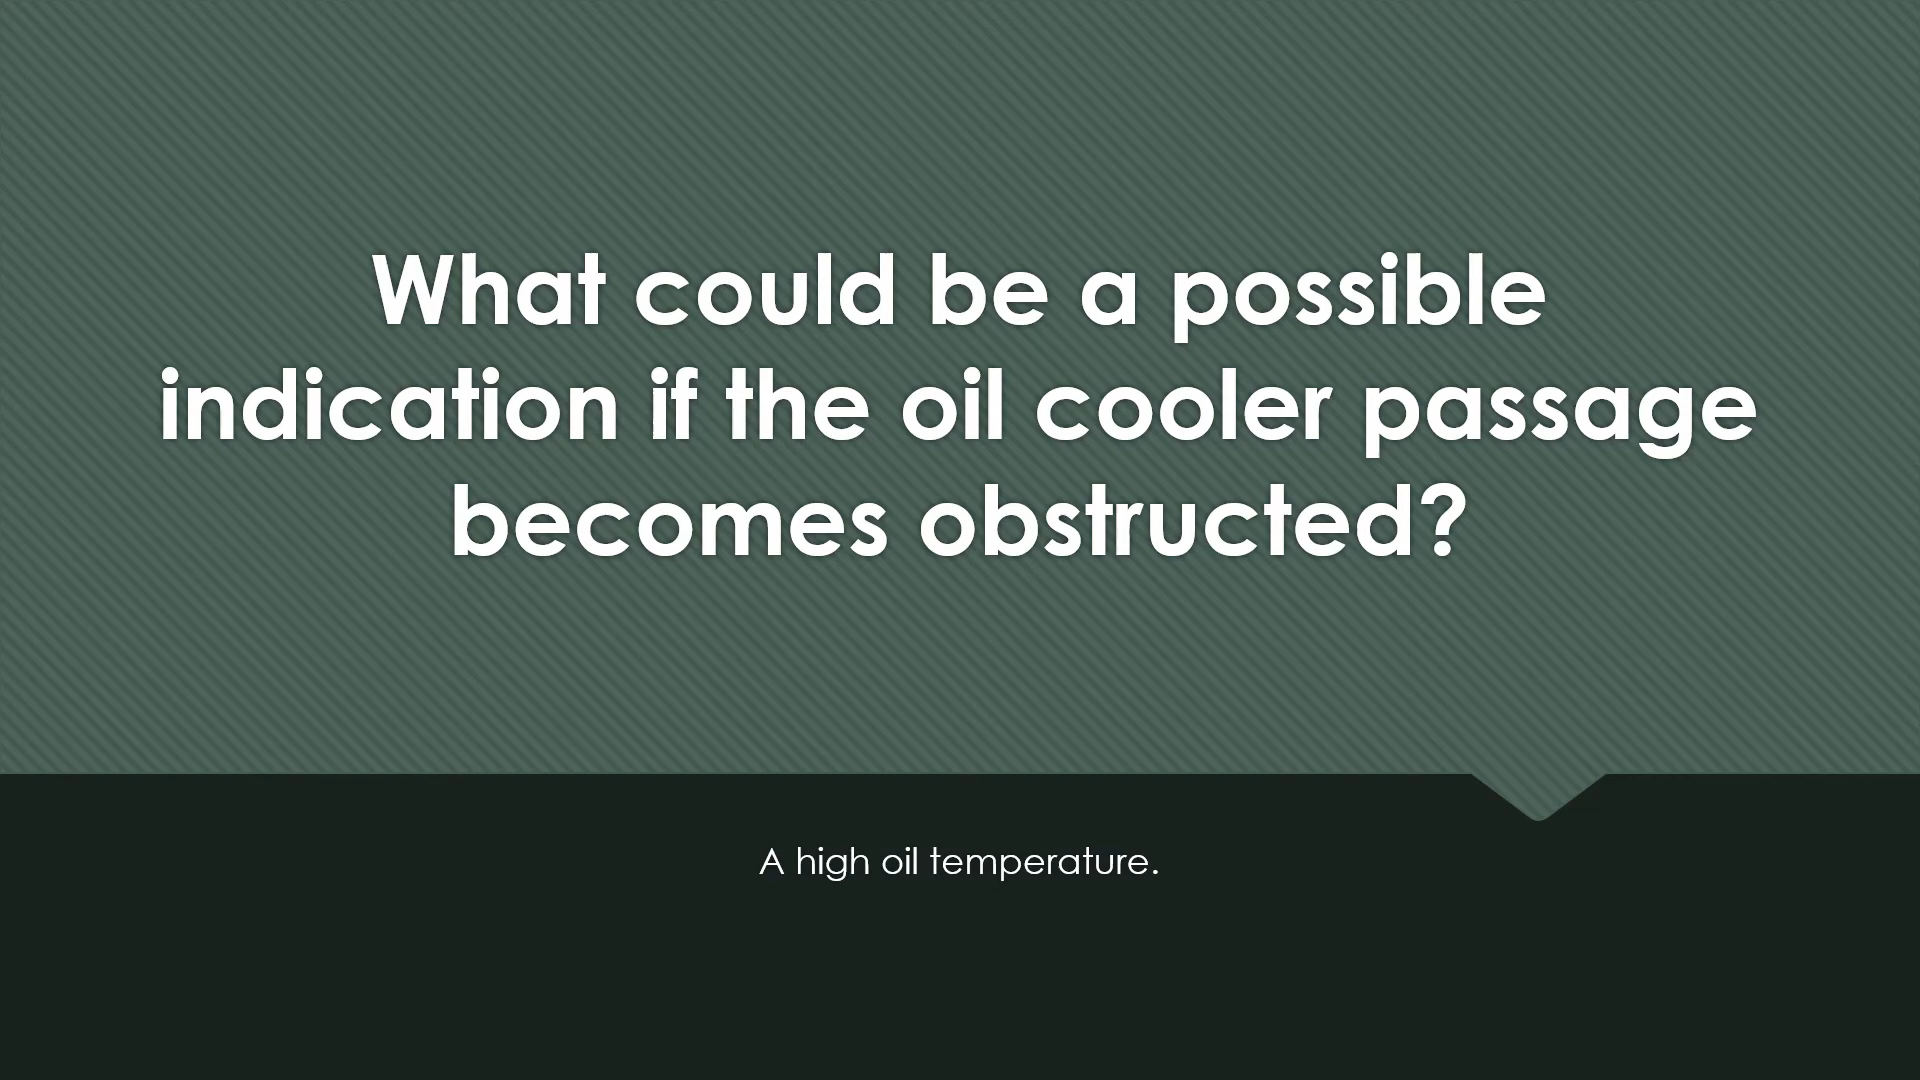 What could be a possible
indication if the oil cooler passage
becomes obstructed?
A high oil temperature.